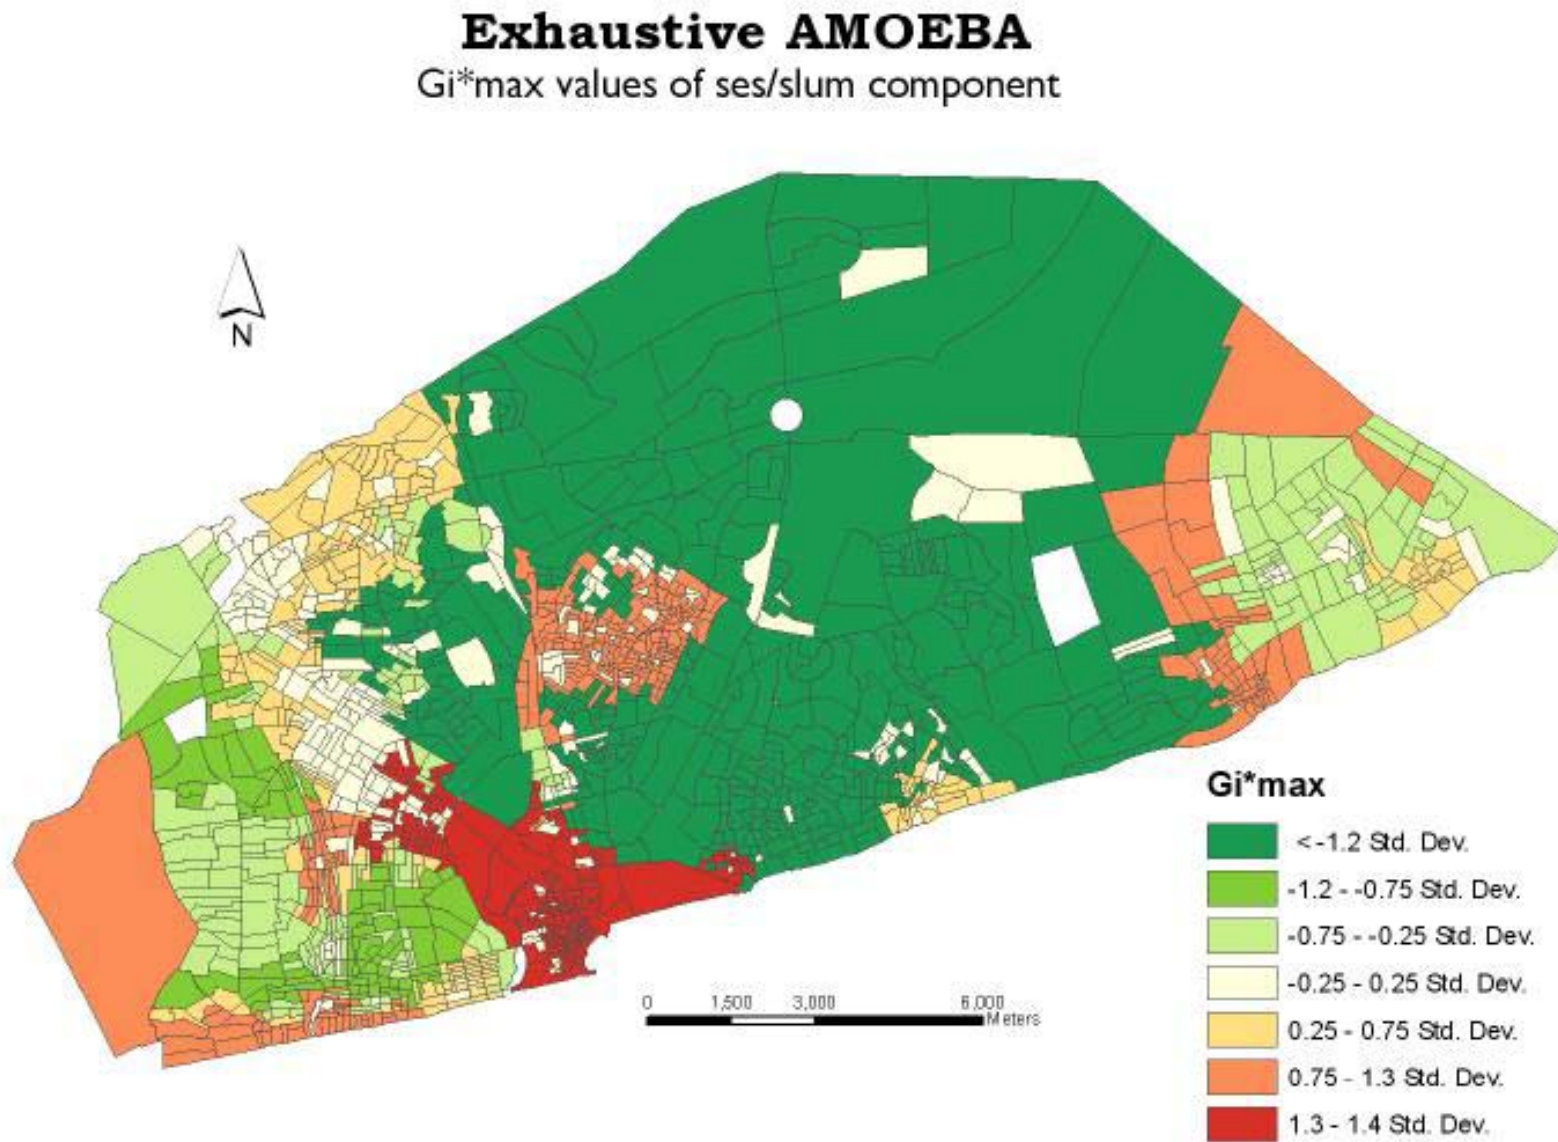 Exhaustive AMOEBA
Gi*max values of ses/slum component
N
Gi*max
< -1.2 Std. Dev.
-1.2 - -0.75 Std. Dev.
-0.75 - -0.25 Std. Dev.
-0.25 - 0.25 Std. Dev.
0.25 - 0.75 Std. Dev.
0.75 - 1.3 Std. Dev.
1.3 - 1.4 Std. Dev.
0 1,500 3,000 6,000
Meters